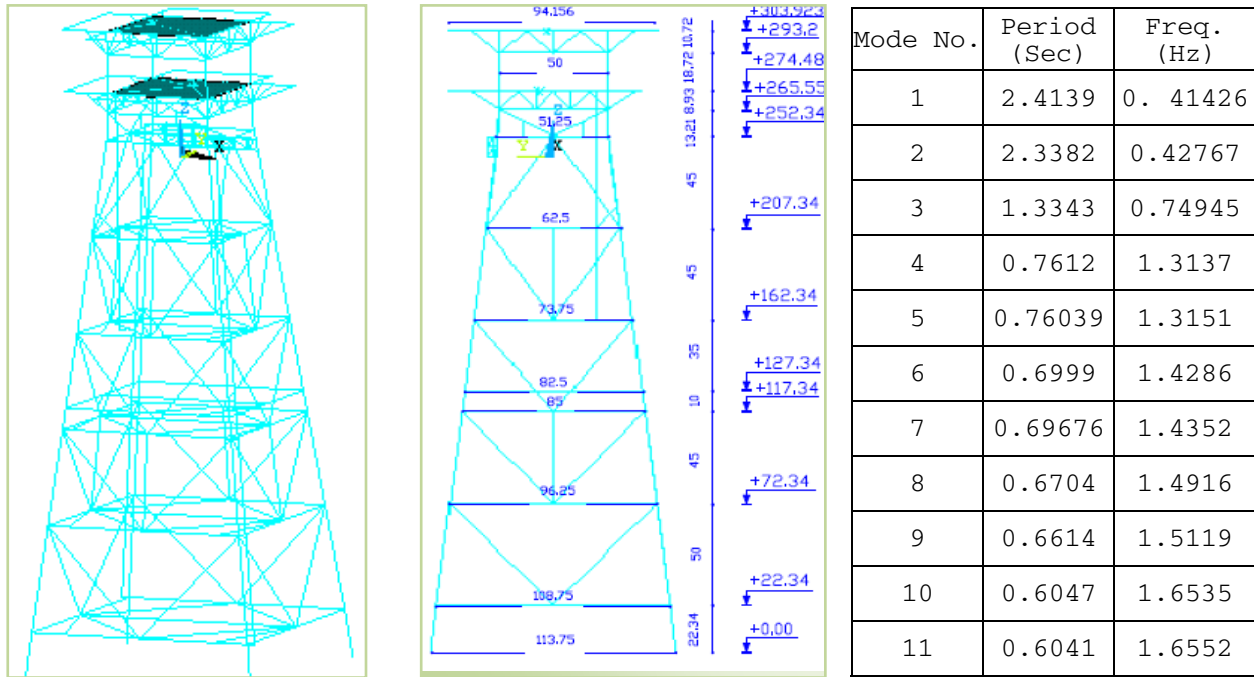 Z
Y
X
94.156
50
51.25
Y
Z
X
62.5
73.75
82.5
85
96.25
108.75
113.75
10.72
18.72
8.93
13.21
45
45
35
10
45
50
22.34
+303.923
+293.2
+274.48
+265.55
+252.34
+207.34
+162.34
+127.34
+117.34
+72.34
+22.34
+0.00
Mode No. Period (Sec) Freq. (Hz)
1 2.4139 0. 41426
2 2.3382 0.42767
3 1.3343 0.74945
4 0.7612 1.3137
5 0.76039 1.3151
6 0.6999 1.4286
7 0.69676 1.4352
8 0.6704 1.4916
9 0.6614 1.5119
10 0.6047 1.6535
11 0.6041 1.6552